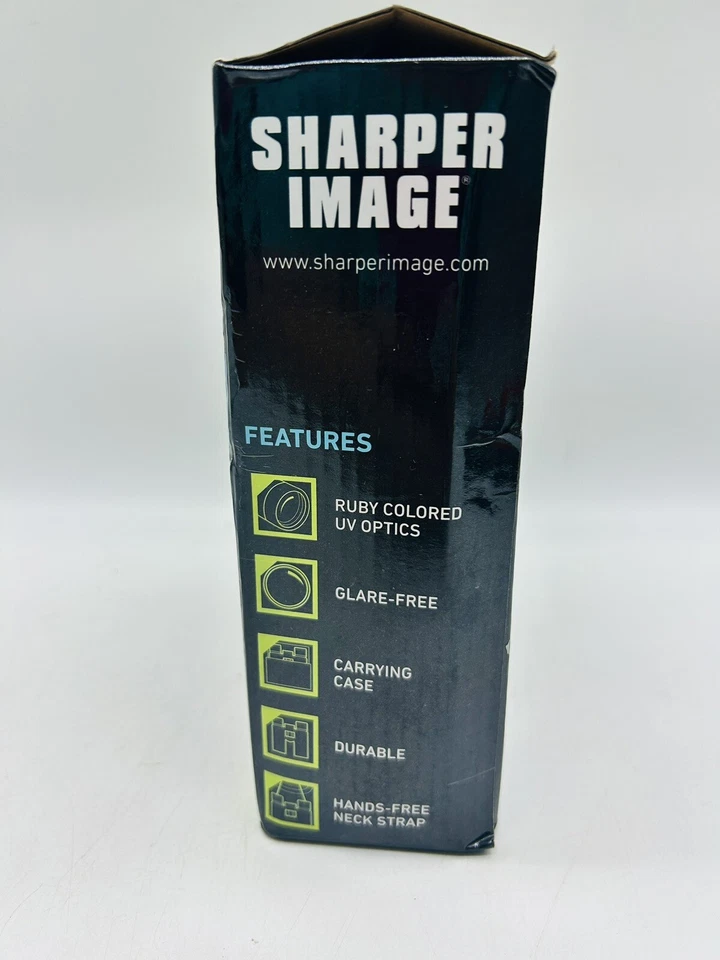 SHARPER
IMAGE®
www.sharperimage.com
FEATURES
RUBY COLORED
UV OPTICS
GLARE-FREE
CARRYING
CASE
DURABLE
HANDS-FREE
NECK STRAP